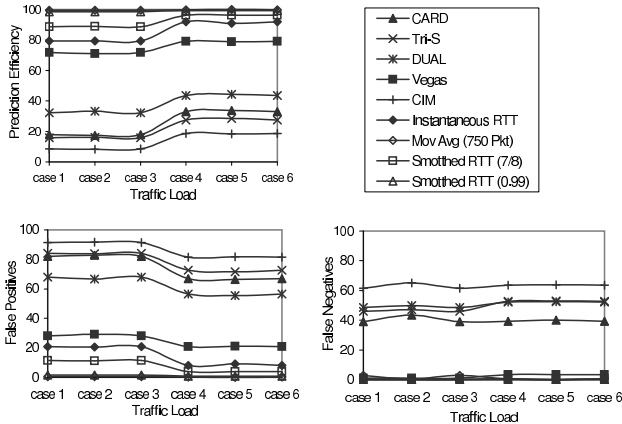 100
80
60
40
20
0
Prediction Efficiency
case 1 case 2 case 3 case 4 case 5 case 6
Traffic Load
CARD
Tri-S
DUAL
Vegas
CIM
Instantaneous RTT
Mov Avg (750 Pkt)
Smotthed RTT (7/8)
Smotthed RTT (0.99)
100
80
60
40
20
0
False Positives
case 1 case 2 case 3 case 4 case 5 case 6
Traffic Load
100
80
60
40
20
0
False Negatives
case 1 case 2 case 3 case 4 case 5 case 6
Traffic Load